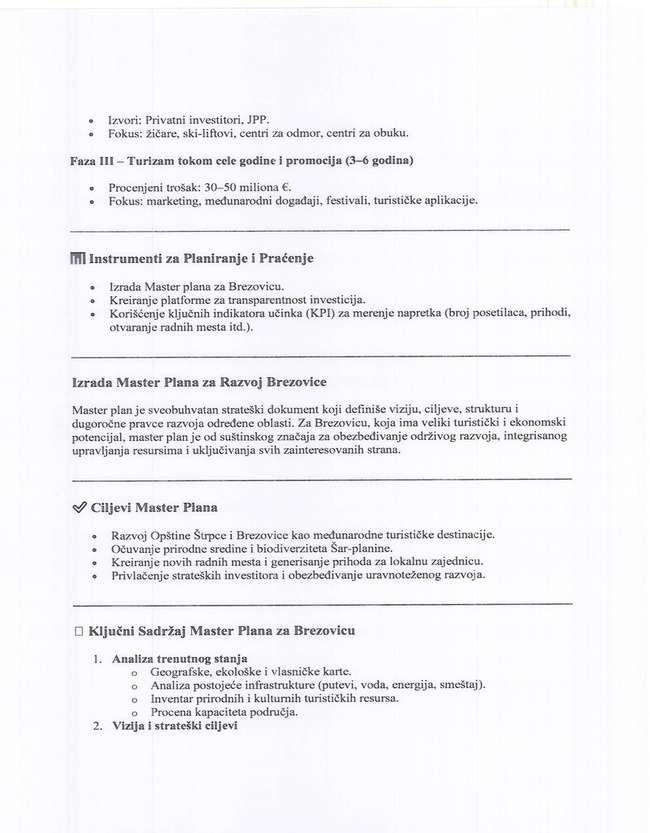 • Izvori: Privatni investitori, JPP.
• Fokus: žičare, ski-liftovi, centri za odmor, centri za obuku.
Faza III – Turizam tokom cele godine i promocija (3–6 godina)
• Procenjeni trošak: 30–50 miliona €.
• Fokus: marketing, međunarodni događaji, festivali, turističke aplikacije.
Instrumenti za Planiranje i Praćenje
• Izrada Master plana za Brezovicu.
• Kreiranje platforme za transparentnost investicija.
• Korišćenje ključnih indikatora učinka (KPI) za merenje napretka (broj posetilaca, prihodi,
otvaranje radnih mesta itd.).
Izrada Master Plana za Razvoj Brezovice
Master plan je sveobuhvatan strateški dokument koji definiše viziju, ciljeve, strukturu i
dugoročne pravce razvoja određene oblasti. Za Brezovicu, koja ima veliki turistički i ekonomski
potencijal, master plan je od suštinskog značaja za obezbeđivanje održivog razvoja, integrisanog
upravljanja resursima i uključivanja svih zainteresovanih strana.
Ciljevi Master Plana
• Razvoj Opštine Štrpce i Brezovice kao međunarodne turističke destinacije.
• Očuvanje prirodne sredine i biodiverziteta Šar-planine.
• Kreiranje novih radnih mesta i generisanje prihoda za lokalnu zajednicu.
• Privlačenje strateških investitora i obezbeđivanje uravnoteženog razvoja.
Ključni Sadržaj Master Plana za Brezovicu
1. Analiza trenutnog stanja
o Geografske, ekološke i vlasničke karte.
o Analiza postojeće infrastrukture (putevi, voda, energija, smeštaj).
o Inventar prirodnih i kulturnih turističkih resursa.
o Procena kapaciteta područja.
2. Vizija i strateški ciljevi